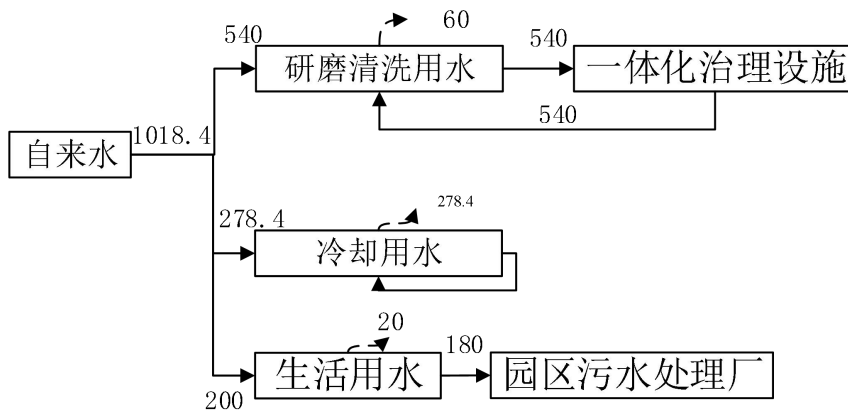 60
540
540
研磨清洗用水
一体化治理设施
540
1018.4
自来水
278.4
278.4
冷却用水
20
180
生活用水
园区污水处理厂
200